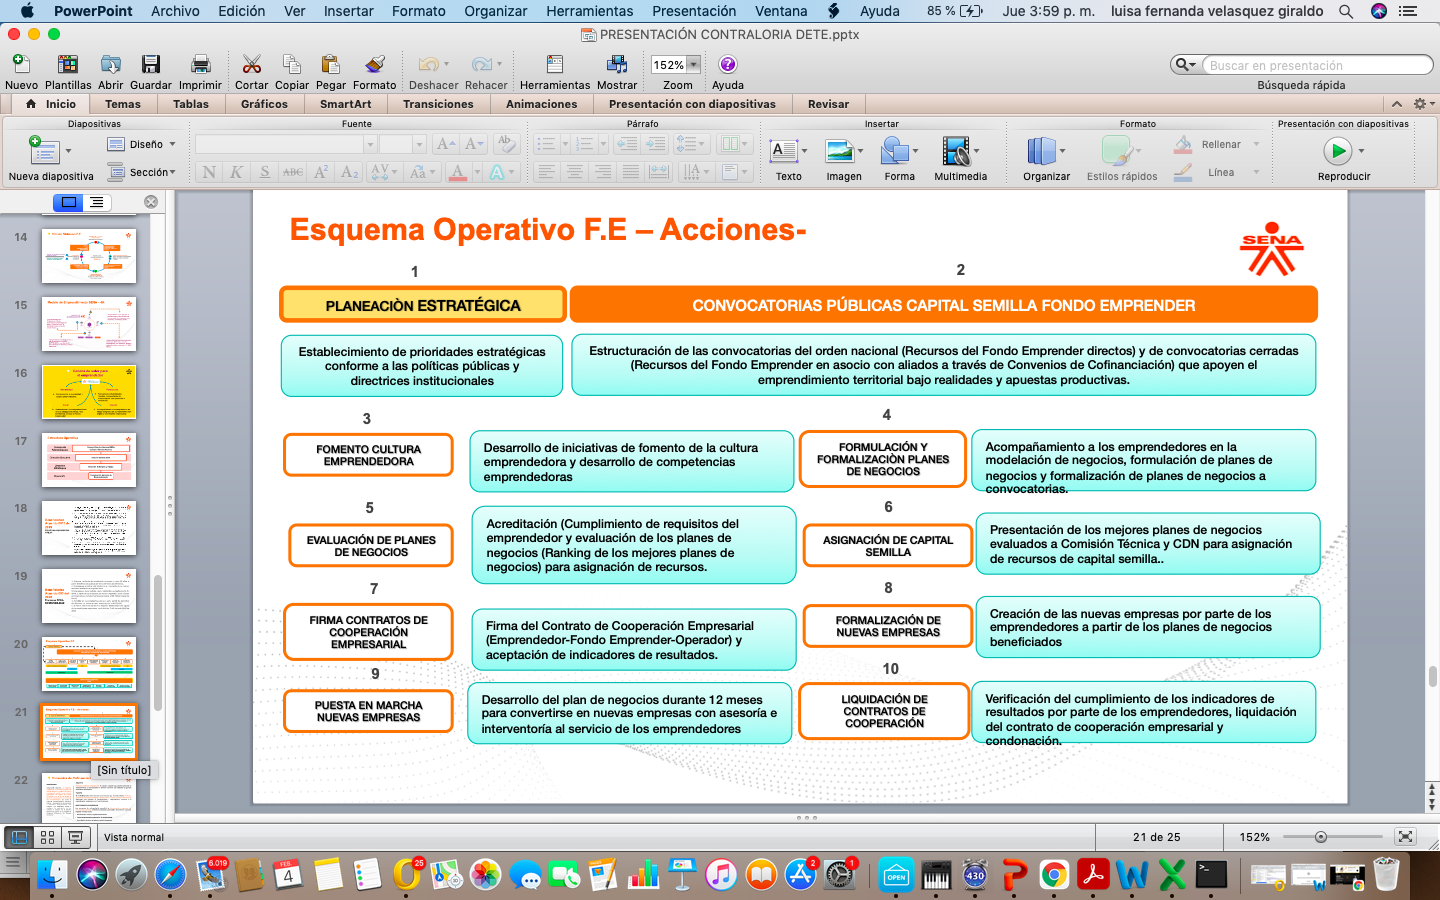 PowerPoint Archivo Edición Ver Insertar Formato Organizar Herramientas Presentación Ventana Ayuda 85 % Jue 3:59 p. m. luisa fernanda velasquez giraldo
PRESENTACIÓN CONTRALORIA DETE.pptx
152% Buscar en presentación
Nuevo Plantillas Abrir Guardar Imprimir Cortar Copiar Pegar Formato Deshacer Rehacer Herramientas Mostrar Zoom Ayuda Búsqueda rápida
Inicio Temas Tablas Gráficos SmartArt Transiciones Animaciones Presentación con diapositivas Revisar
Diapositivas Fuente Párrafo Insertar Formato Presentación con diapositivas
Diseño
Rellenar
Sección
Línea
N K S ABC A² A₂ AV Aa A A
Nueva diapositiva Texto Imagen Forma Multimedia Organizar Estilos rápidos Reproducir
14
15
16
17
18
19
20
21
[Sin título]
22
Esquema Operativo F.E – Acciones-
SENA
1
2
PLANEACIÒN ESTRATÉGICA
CONVOCATORIAS PÚBLICAS CAPITAL SEMILLA FONDO EMPRENDER
Establecimiento de prioridades estratégicas
conforme a las políticas públicas y
directrices institucionales
Estructuración de las convocatorias del orden nacional (Recursos del Fondo Emprender directos) y de convocatorias cerradas
(Recursos del Fondo Emprender en asocio con aliados a través de Convenios de Cofinanciación) que apoyen el
emprendimiento territorial bajo realidades y apuestas productivas.
3
FOMENTO CULTURA
EMPRENDEDORA
Desarrollo de iniciativas de fomento de la cultura
emprendedora y desarrollo de competencias
emprendedoras
4
FORMULACIÓN Y
FORMALIZACIÒN PLANES
DE NEGOCIOS
Acompañamiento a los emprendedores en la
modelación de negocios, formulación de planes de
negocios y formalización de planes de negocios a
convocatorias.
5
EVALUACIÓN DE PLANES
DE NEGOCIOS
Acreditación (Cumplimiento de requisitos del
emprendedor y evaluación de los planes de
negocios (Ranking de los mejores planes de
negocios) para asignación de recursos.
6
ASIGNACIÓN DE CAPITAL
SEMILLA
Presentación de los mejores planes de negocios
evaluados a Comisión Técnica y CDN para asignación
de recursos de capital semilla..
7
FIRMA CONTRATOS DE
COOPERACIÓN
EMPRESARIAL
Firma del Contrato de Cooperación Empresarial
(Emprendedor-Fondo Emprender-Operador) y
aceptación de indicadores de resultados.
8
FORMALIZACIÓN DE
NUEVAS EMPRESAS
Creación de las nuevas empresas por parte de los
emprendedores a partir de los planes de negocios
beneficiados
9
PUESTA EN MARCHA
NUEVAS EMPRESAS
Desarrollo del plan de negocios durante 12 meses
para convertirse en nuevas empresas con asesoría e
interventoría al servicio de los emprendedores
10
LIQUIDACIÓN DE
CONTRATOS DE
COOPERACIÓN
Verificación del cumplimiento de los indicadores de
resultados por parte de los emprendedores, liquidación
del contrato de cooperación empresarial y
condonación.
Vista normal 21 de 25 152%
6.019 FEB. 4 25 2 1 OPEN 430